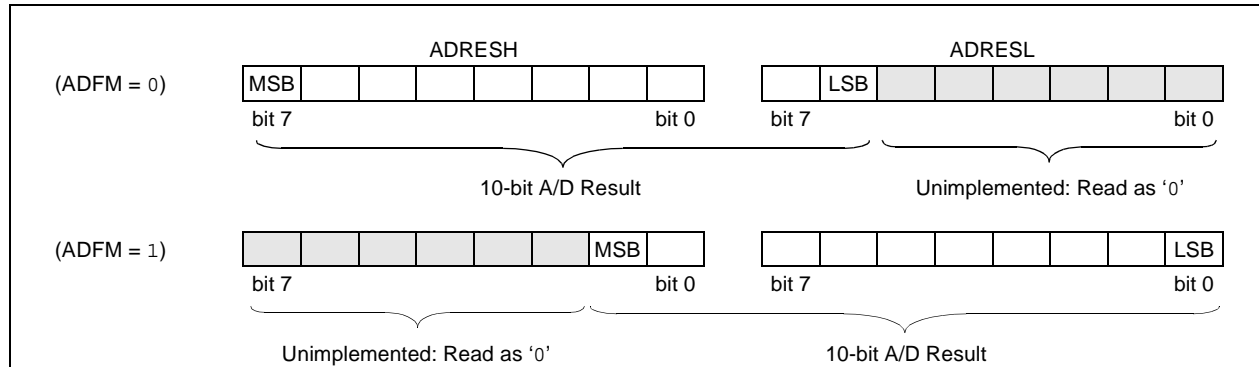 ADRESH ADRESL
(ADFM = 0) MSB LSB
bit 7 bit 0 bit 7 bit 0
10-bit A/D Result Unimplemented: Read as ‘0’
(ADFM = 1) MSB LSB
bit 7 bit 0 bit 7 bit 0
Unimplemented: Read as ‘0’ 10-bit A/D Result